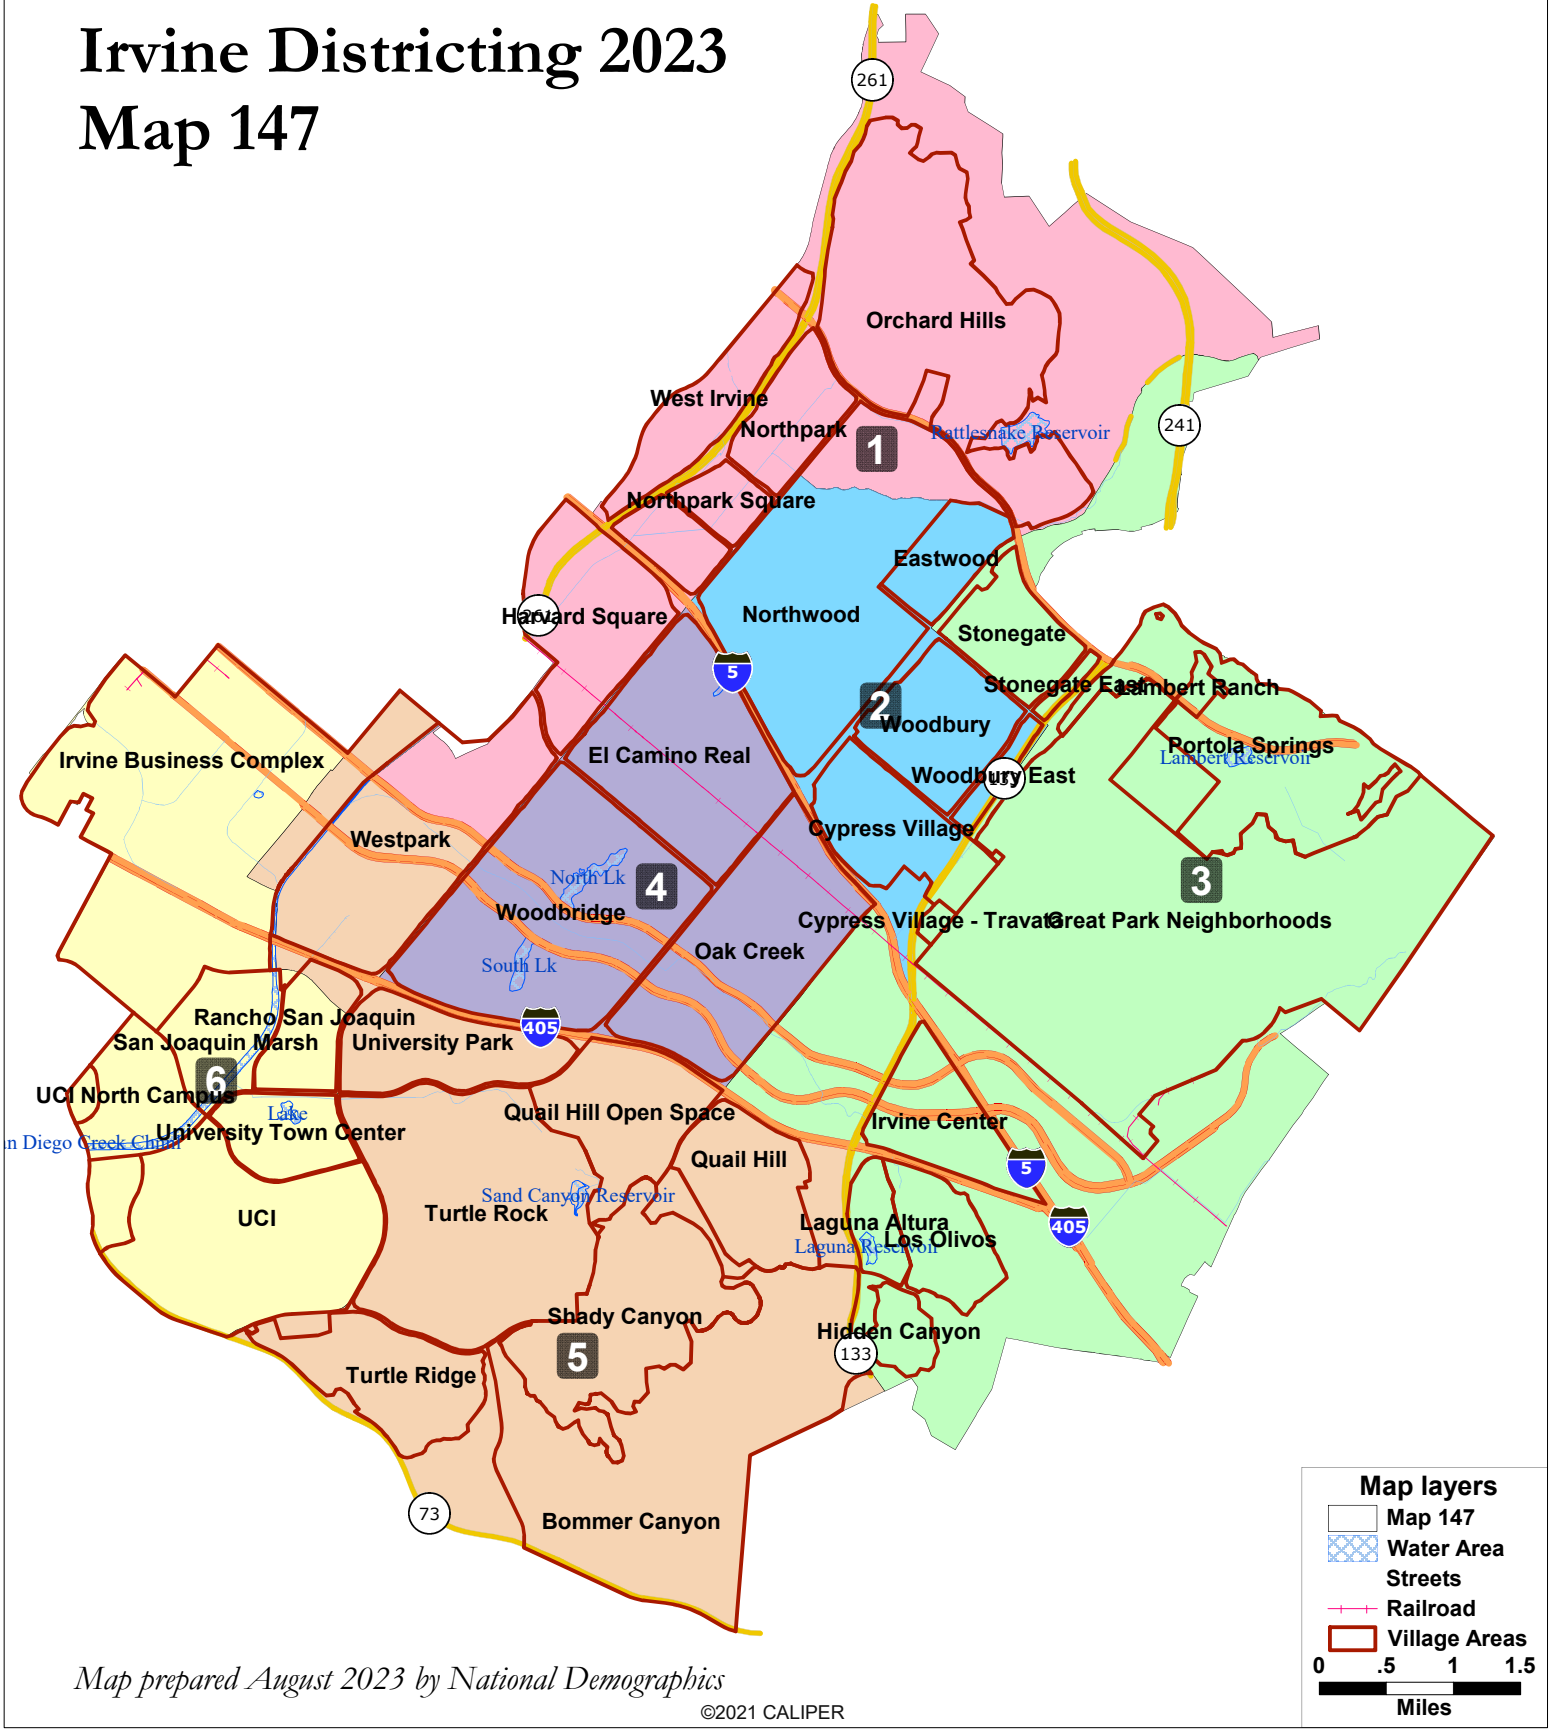 Irvine Districting 2023
Map 147
261
Orchard Hills
West Irvine
Northpark
1
Rattlesnake Reservoir
241
Northpark Square
Eastwood
Harvard Square
261
Northwood
Stonegate
5
Stonegate East
Lambert Ranch
2
Woodbury
Portola Springs
Lambert Reservoir
Irvine Business Complex
El Camino Real
Woodbury East
133
Westpark
Cypress Village
North Lk
4
3
Woodbridge
Cypress Village - Travata
Great Park Neighborhoods
Oak Creek
South Lk
Rancho San Joaquin
405
San Joaquin Marsh
University Park
6
UCI North Campus
Lake
Quail Hill Open Space
Irvine Center
University Town Center
an Diego Creek Chnnl
Quail Hill
5
Sand Canyon Reservoir
UCI
Turtle Rock
Laguna Altura
405
Los Olivos
Laguna Reservoir
Shady Canyon
Hidden Canyon
5
133
Turtle Ridge
73
Bommer Canyon
Map layers
Map 147
Water Area
Streets
Railroad
Village Areas
0 .5 1 1.5
Miles
Map prepared August 2023 by National Demographics
©2021 CALIPER